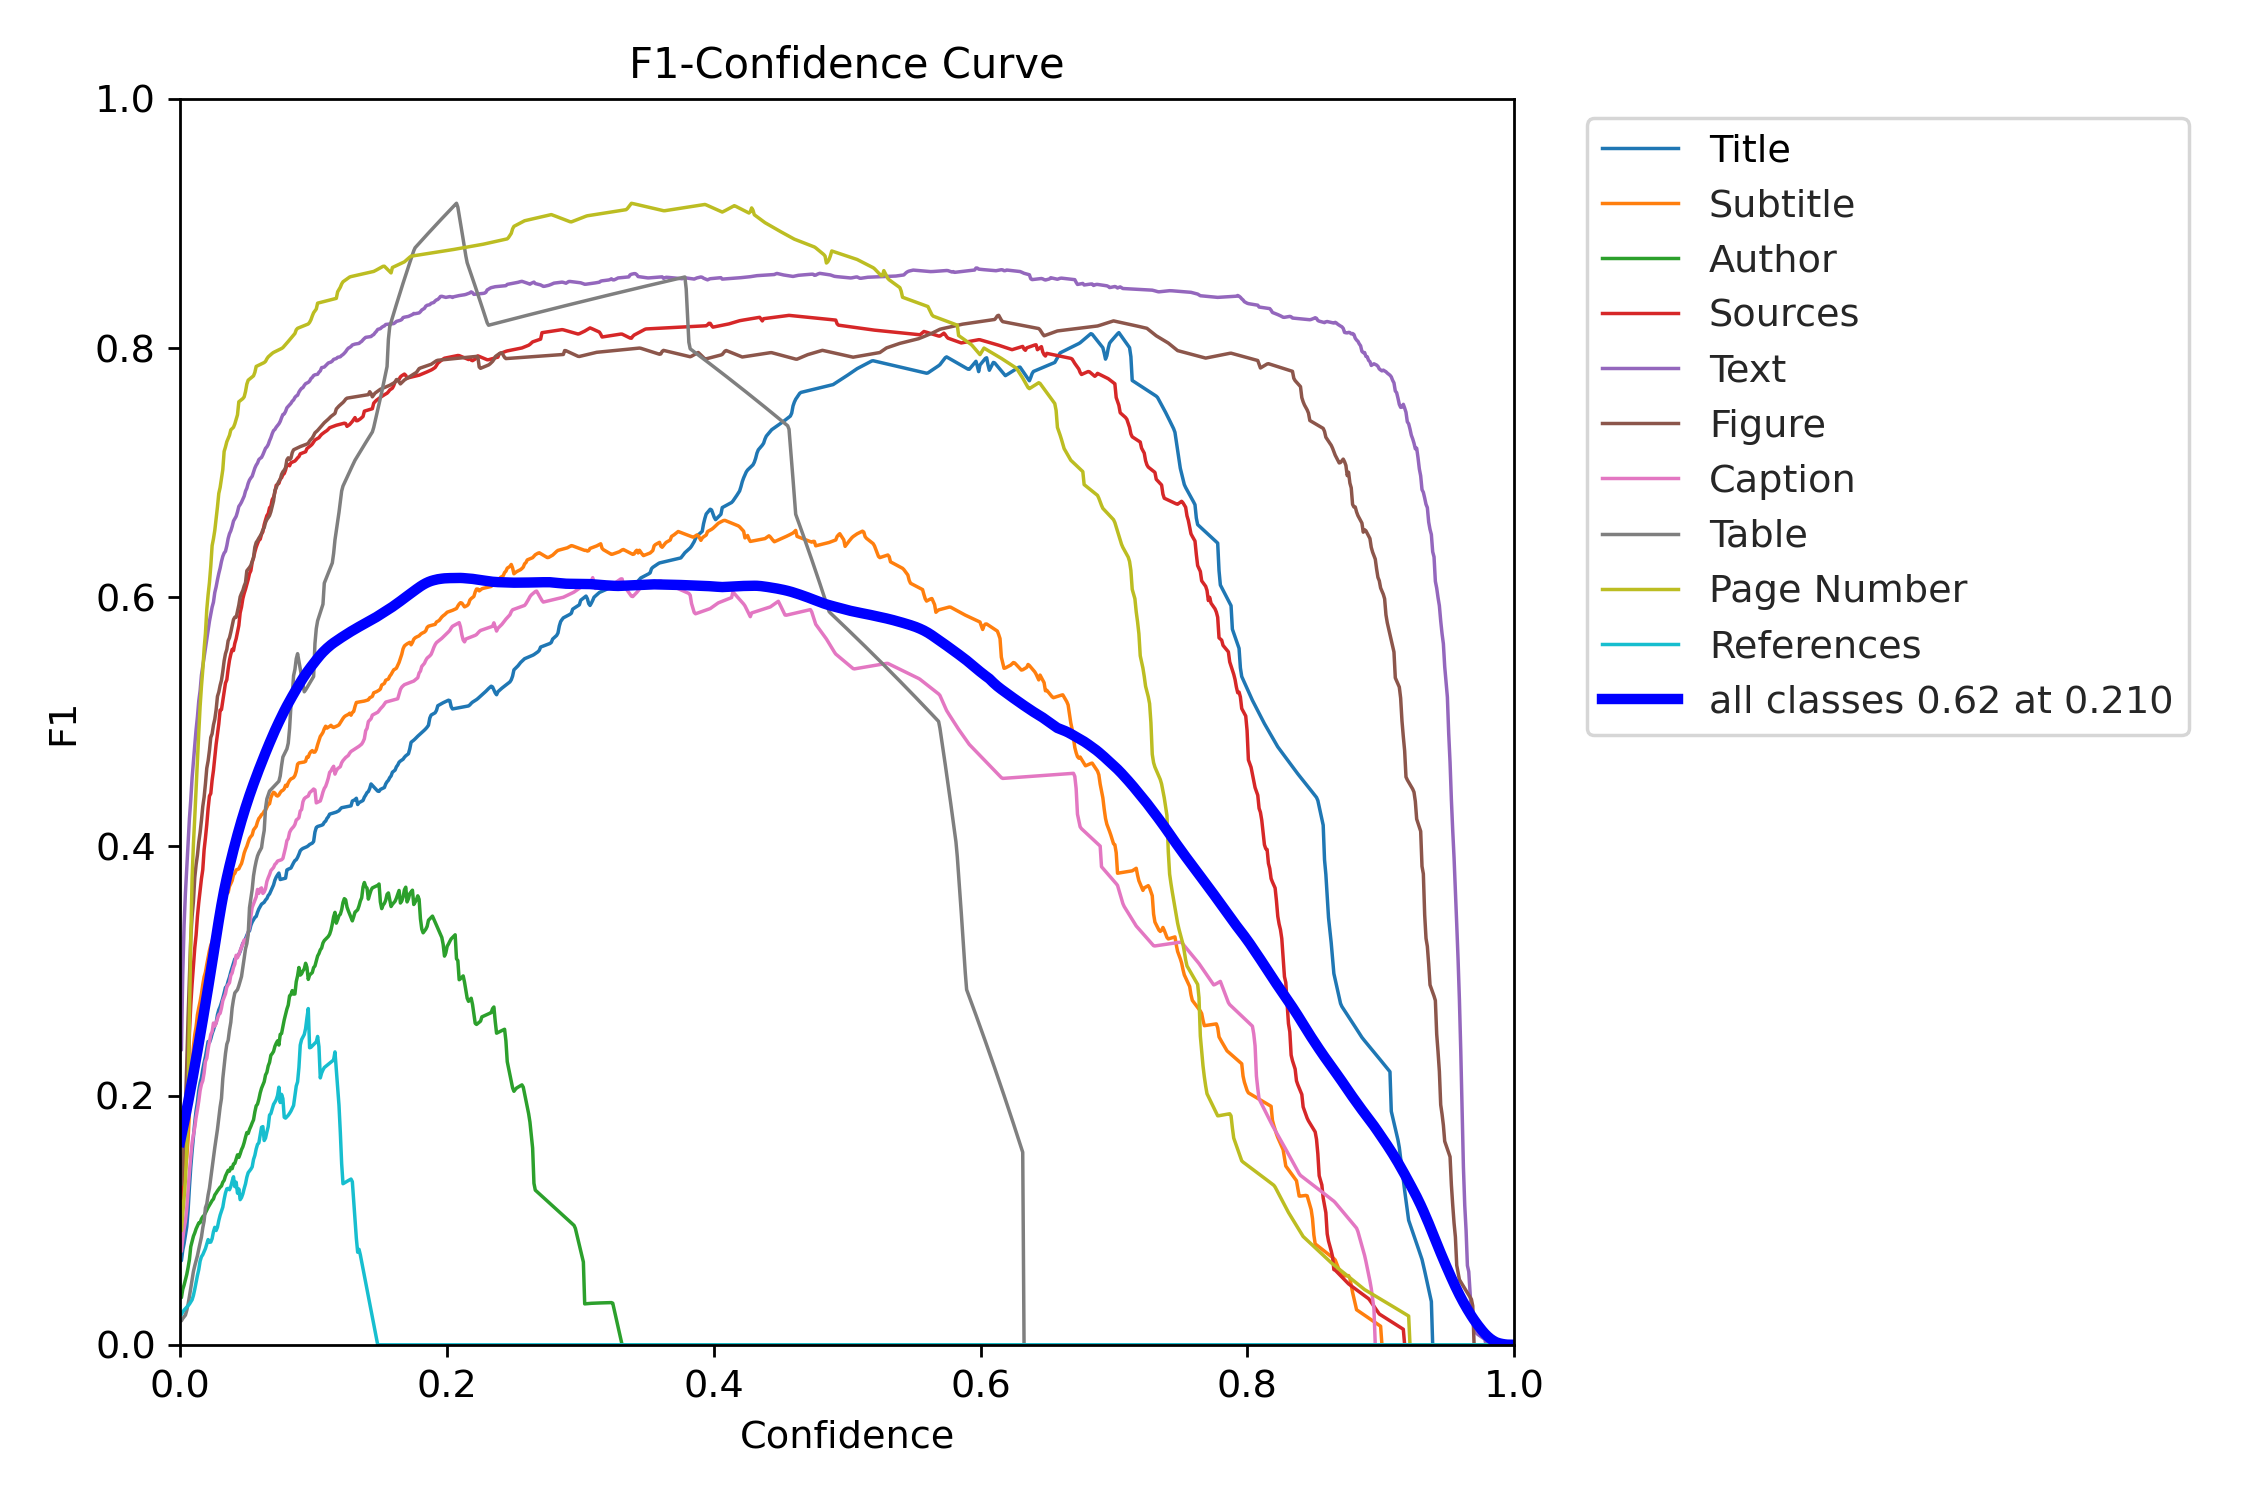 F1-Confidence Curve
1.0
0.8
0.6
0.4
0.2
0.0
F1
0.0 0.2 0.4 0.6 0.8 1.0
Confidence
Title
Subtitle
Author
Sources
Text
Figure
Caption
Table
Page Number
References
all classes 0.62 at 0.210